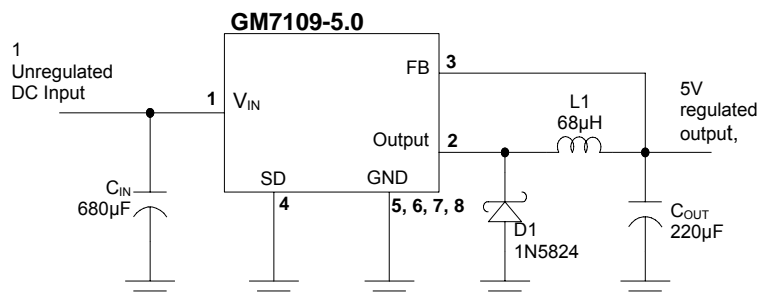 GM7109-5.0
1
Unregulated
DC Input
1
VIN
FB
3
Output
2
SD
GND
4
5, 6, 7, 8
L1
68µH
5V
regulated
output,
CIN
680µF
D1
1N5824
COUT
220µF